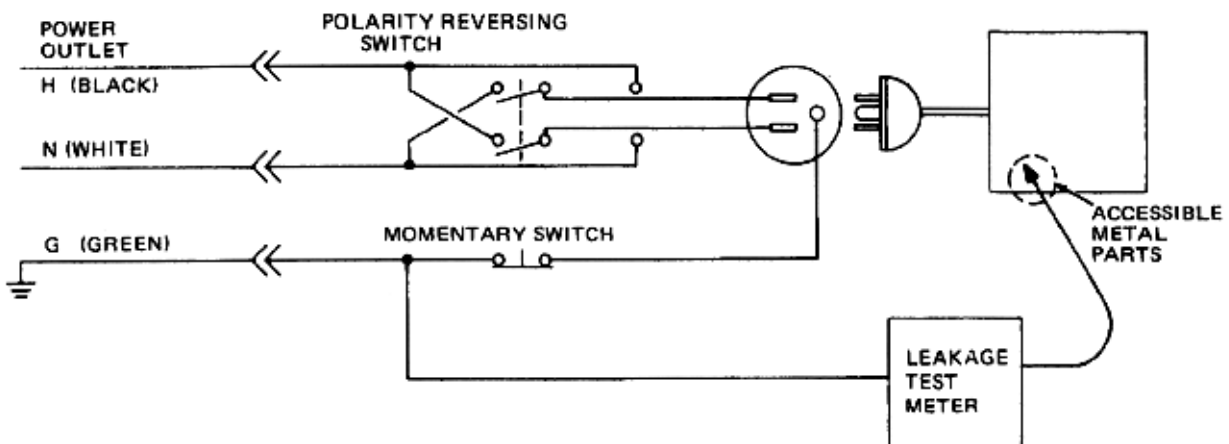 POWER
OUTLET
H (BLACK)
POLARITY REVERSING
SWITCH
N (WHITE)
G (GREEN)
MOMENTARY SWITCH
ACCESSIBLE
METAL
PARTS
LEAKAGE
TEST
METER